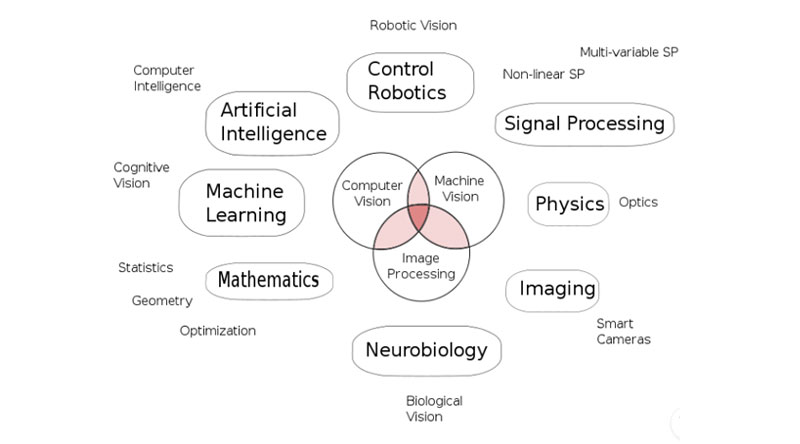 Robotic Vision
Multi-variable SP
Non-linear SP
Computer
Intelligence
Control
Robotics
Artificial
Intelligence
Signal Processing
Cognitive
Vision
Machine
Learning
Computer
Vision
Machine
Vision
Physics
Optics
Image
Processing
Statistics
Mathematics
Geometry
Imaging
Optimization
Smart
Cameras
Neurobiology
Biological
Vision